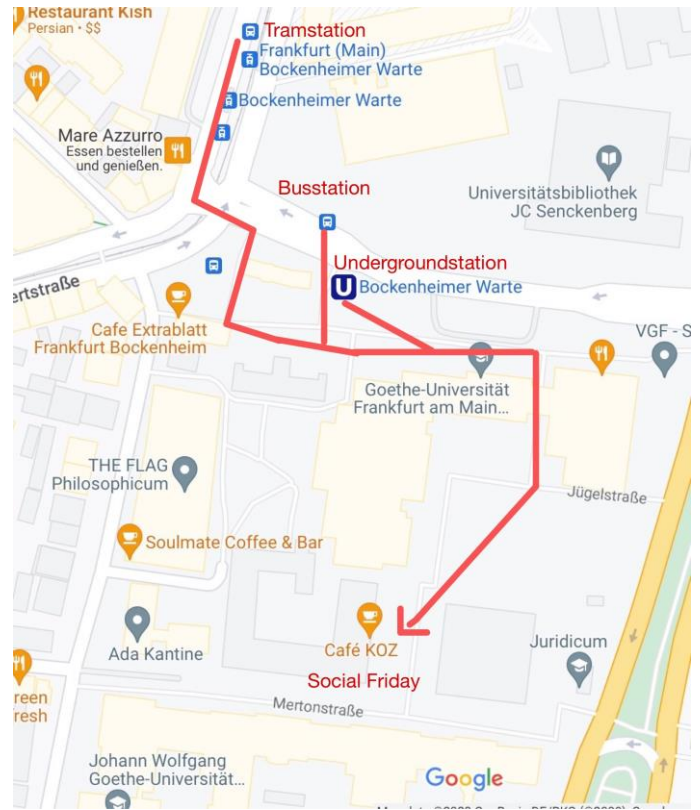 Restaurant Kish
Persian • $$
Tramstation
Frankfurt (Main)
Bockenheimer Warte
Bockenheimer Warte
Mare Azzurro
Essen bestellen
und genießen.
Busstation
Universitätsbibliothek
JC Senckenberg
Undergroundstation
U Bockenheimer Warte
ertstraße
Cafe Extrablatt
Frankfurt Bockenheim
VGF - S
Goethe-Universität
Frankfurt am Main...
THE FLAG
Philosophicum
Jügelstraße
Soulmate Coffee & Bar
Ada Kantine
Café KOZ
Juridicum
Social Friday
reen
resh
Mertonstraße
Johann Wolfgang
Goethe-Universität...
Google